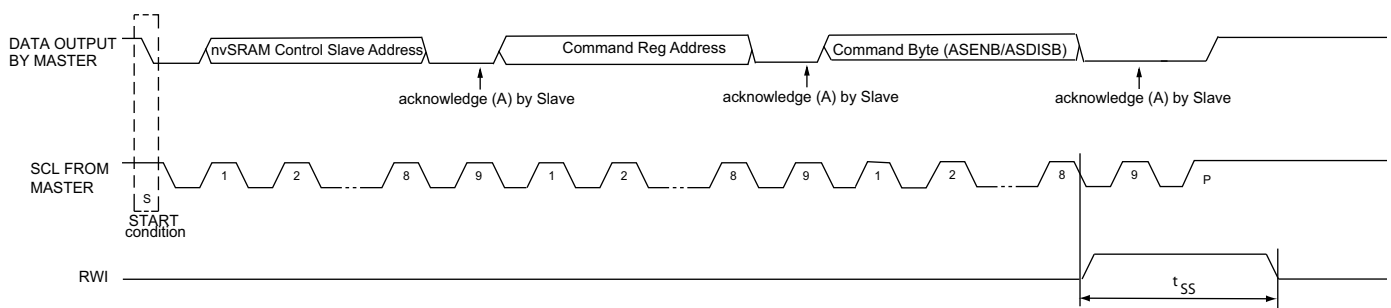 DATA OUTPUT
BY MASTER
nvSRAM Control Slave Address
Command Reg Address
Command Byte (ASENB/ASDISB)
acknowledge (A) by Slave
acknowledge (A) by Slave
acknowledge (A) by Slave
SCL FROM
MASTER
1 2 8 9 1 2 8 9 1 2 8 9 P
S
START
condition
RWI
tSS